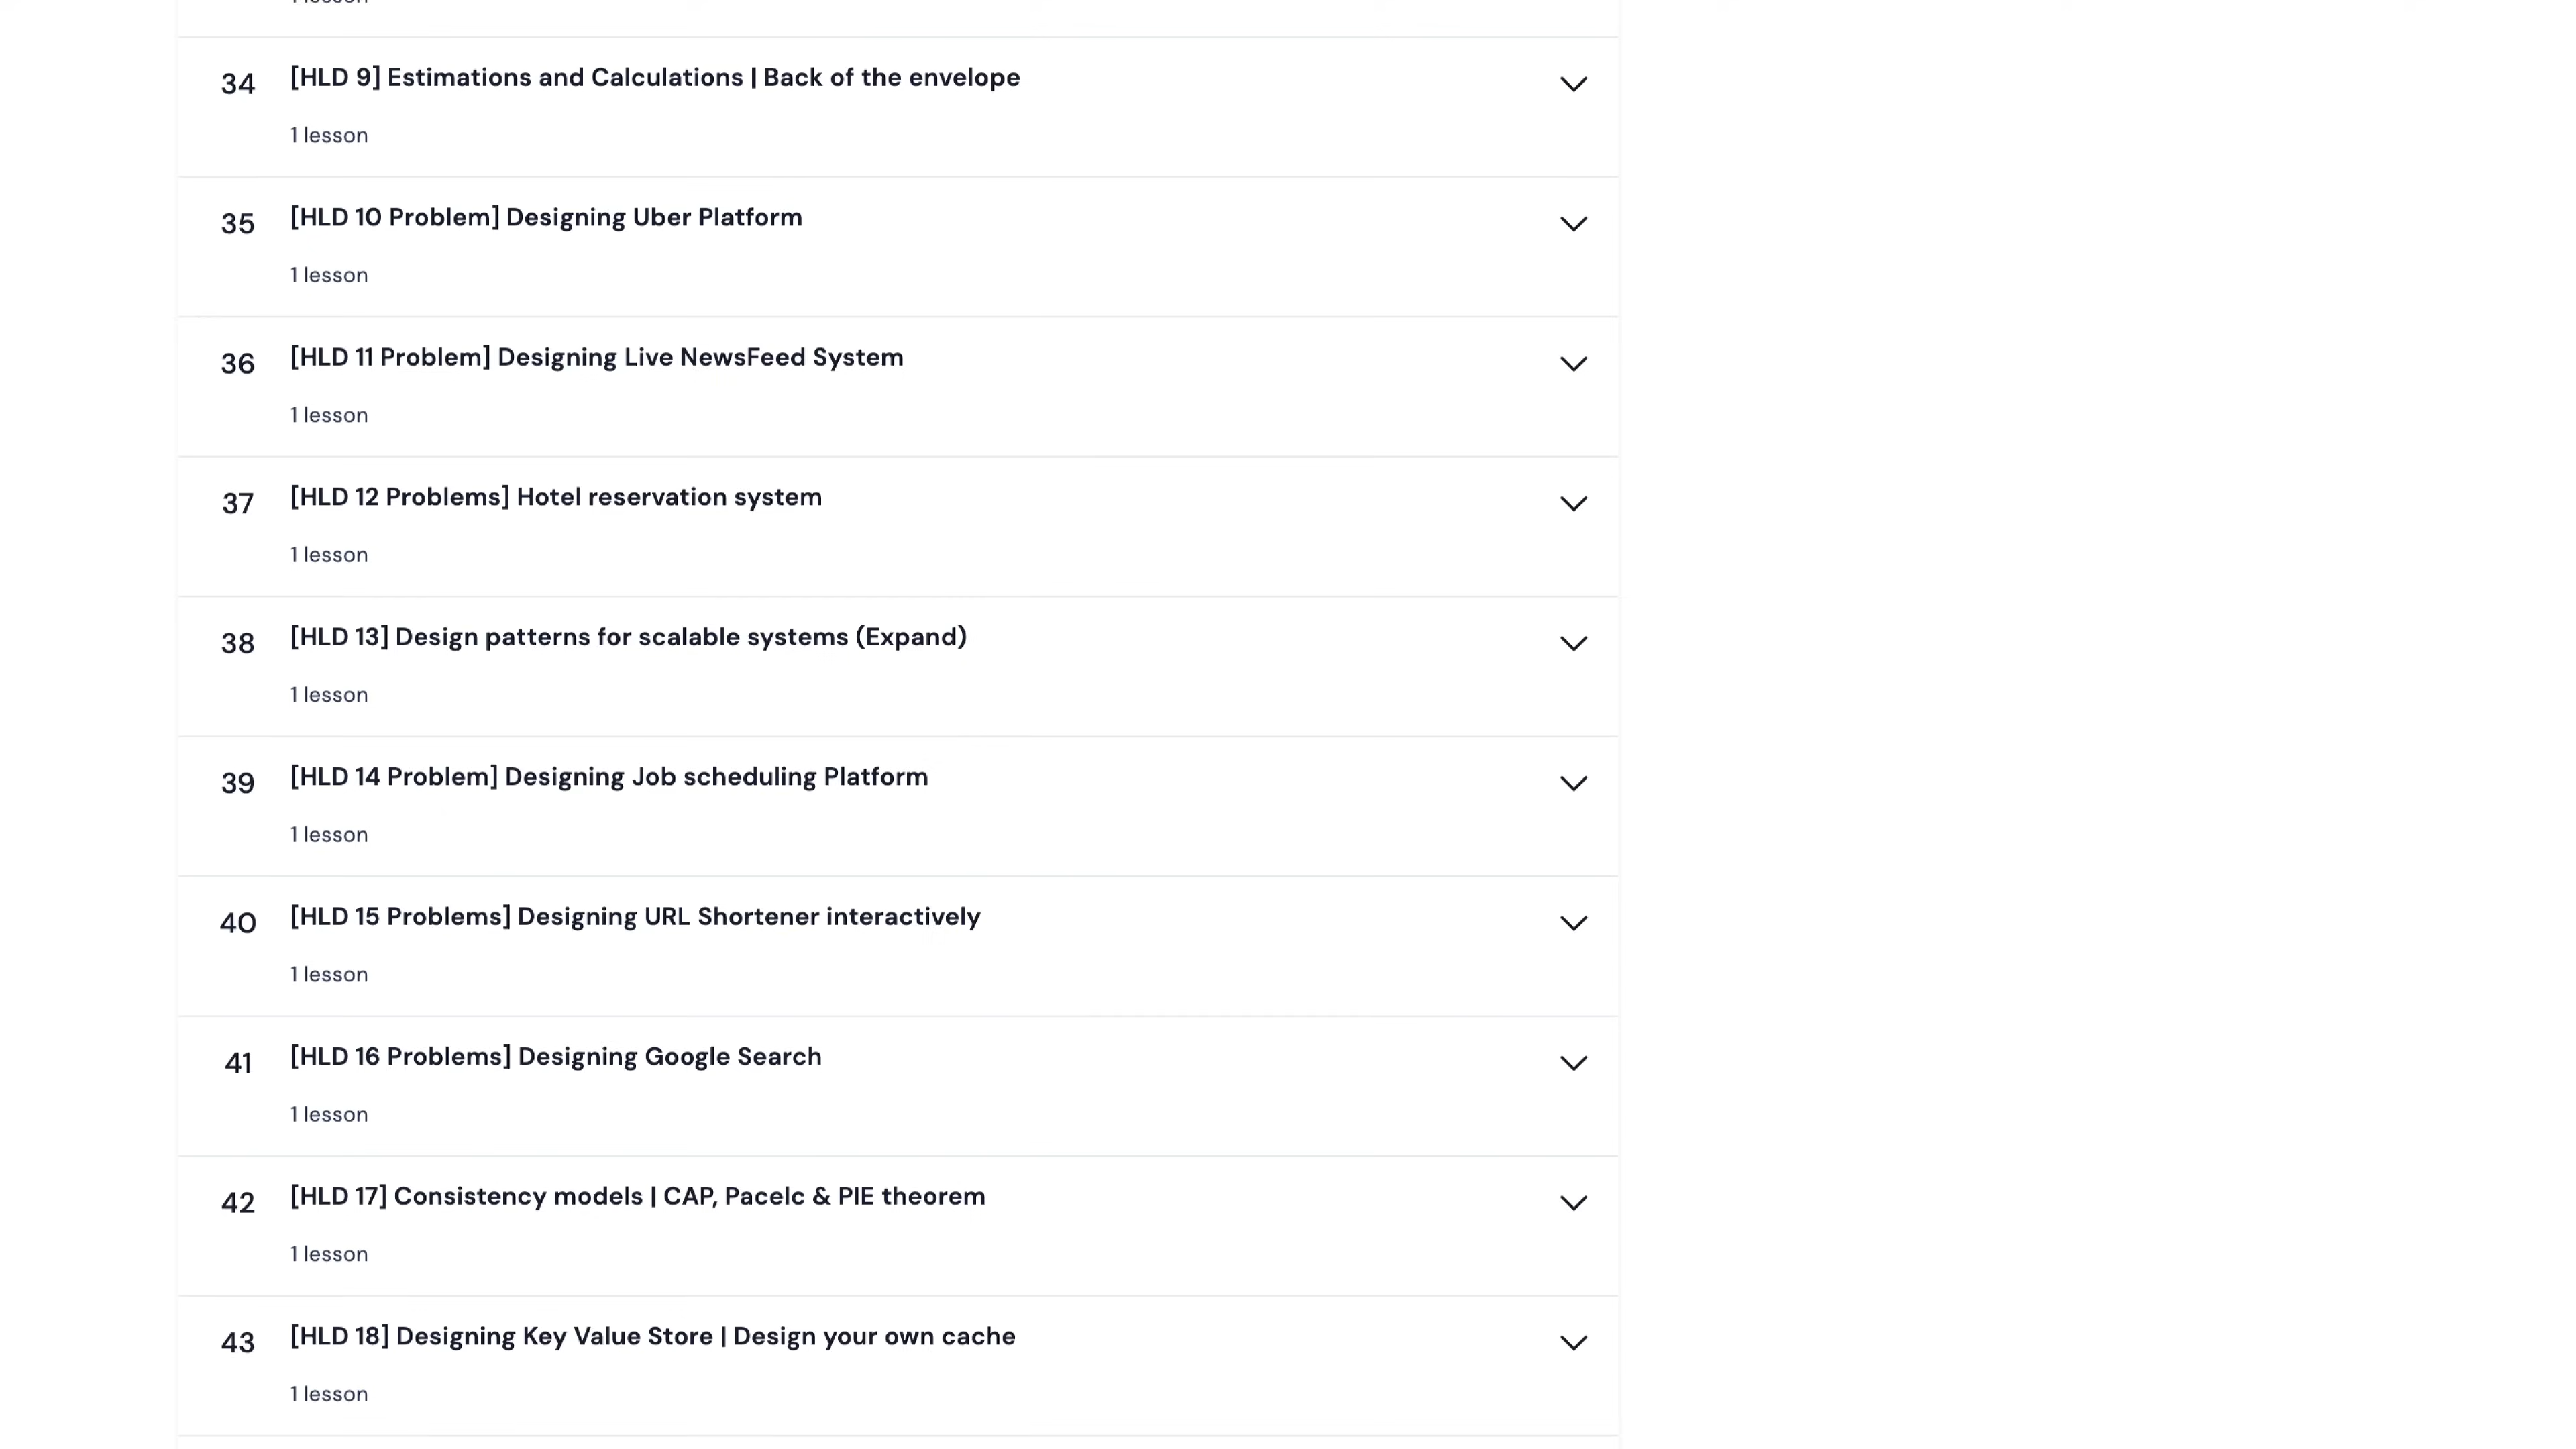 34
[HLD 9] Estimations and Calculations | Back of the envelope
1 lesson
35
[HLD 10 Problem] Designing Uber Platform
1 lesson
36
[HLD 11 Problem] Designing Live NewsFeed System
1 lesson
37
[HLD 12 Problems] Hotel reservation system
1 lesson
38
[HLD 13] Design patterns for scalable systems (Expand)
1 lesson
39
[HLD 14 Problem] Designing Job scheduling Platform
1 lesson
40
[HLD 15 Problems] Designing URL Shortener interactively
1 lesson
41
[HLD 16 Problems] Designing Google Search
1 lesson
42
[HLD 17] Consistency models | CAP, Pacelc & PIE theorem
1 lesson
43
[HLD 18] Designing Key Value Store | Design your own cache
1 lesson